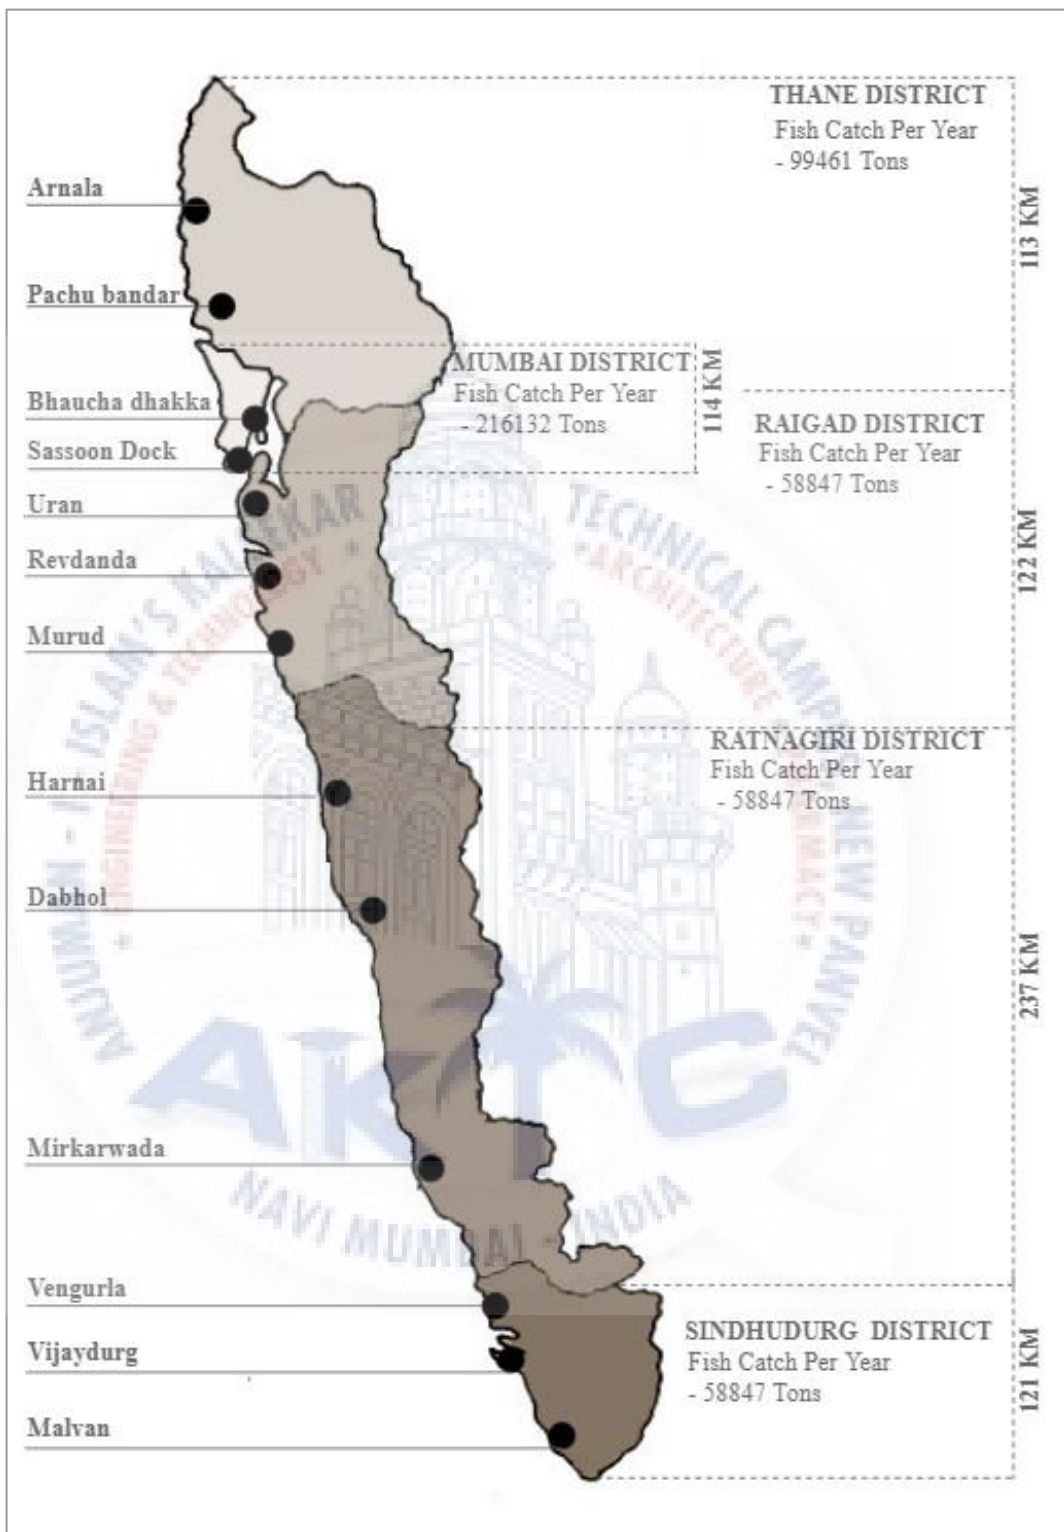 THANE DISTRICT
Fish Catch Per Year
- 99461 Tons
113 KM
Arnala
Pachu bandar
MUMBAI DISTRICT
Fish Catch Per Year
- 216132 Tons
114 KM
Bhaucha dhakka
RAIGAD DISTRICT
Fish Catch Per Year
- 58847 Tons
122 KM
Sassoon Dock
Uran
Revdanda
Murud
RATNAGIRI DISTRICT
Fish Catch Per Year
- 58847 Tons
237 KM
Harnai
Dabhol
Mirkarwada
Vengurla
SINDHUDURG DISTRICT
Fish Catch Per Year
- 58847 Tons
121 KM
Vijaydurg
Malvan
TECHNICAL CAMPUS
ENGINEERING & TECHNOLOGY
ARCHITECTURE
NEW PANVEL
AKTC
NAVI MUMBAI - INDIA